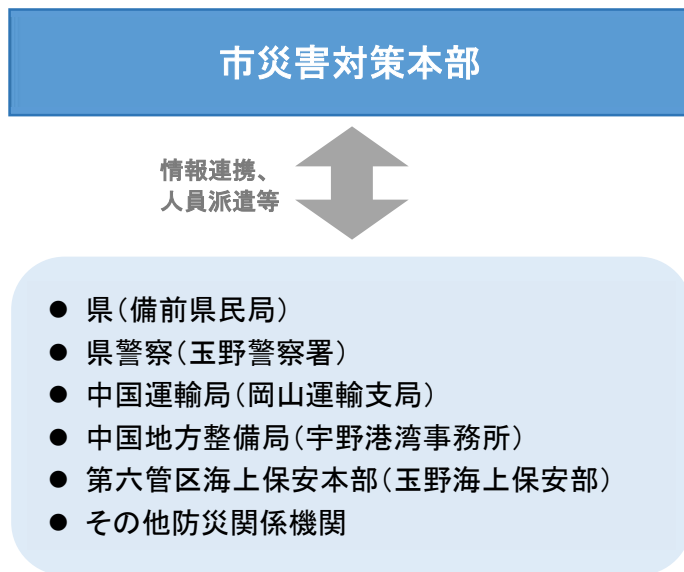 市災害対策本部
情報連携、
人員派遣等
● 県（備前県民局）
● 県警察（玉野警察署）
● 中国運輸局（岡山運輸支局）
● 中国地方整備局（宇野港湾事務所）
● 第六管区海上保安本部（玉野海上保安部）
● その他防災関係機関